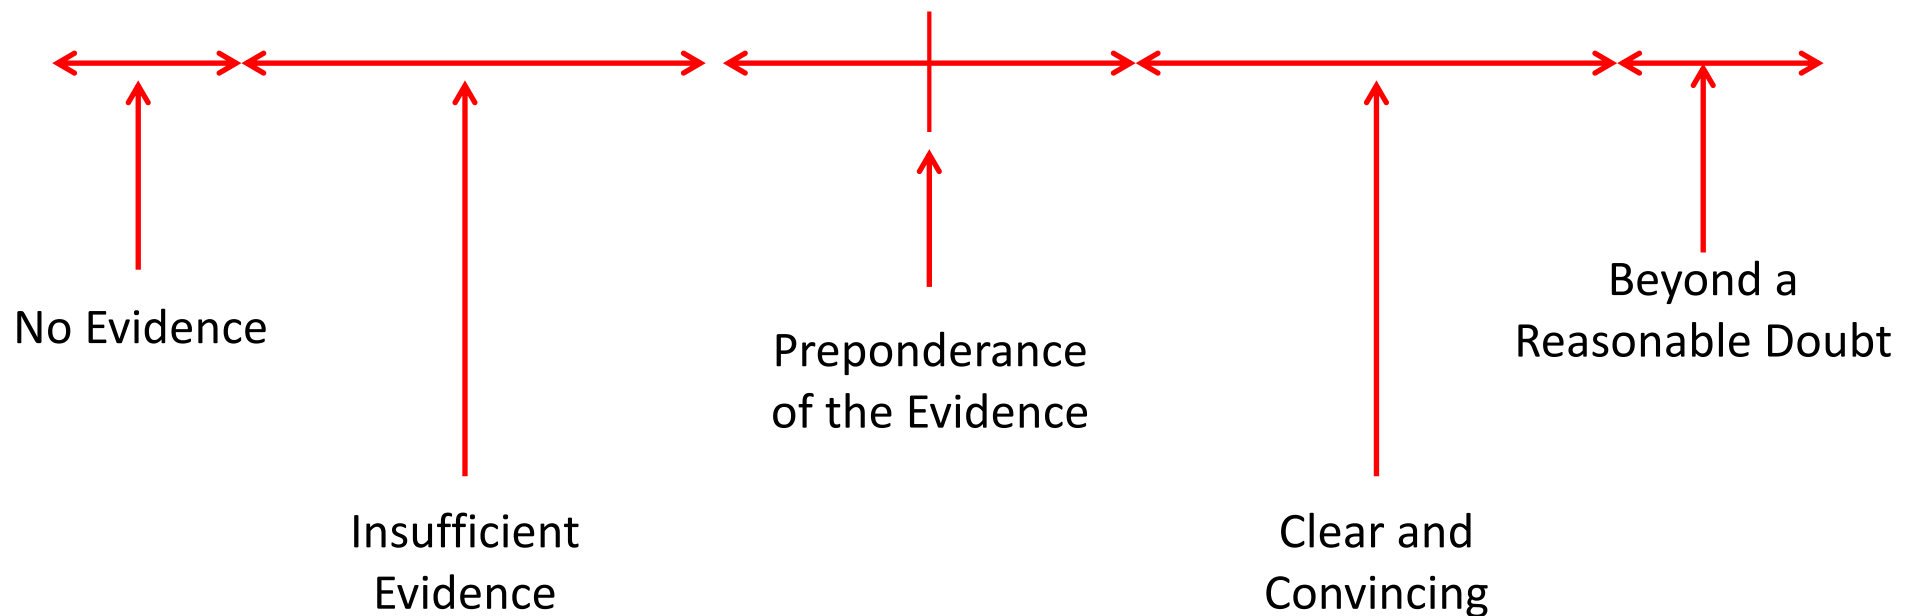 No Evidence
Insufficient
Evidence
Preponderance
of the Evidence
Clear and
Convincing
Beyond a
Reasonable Doubt